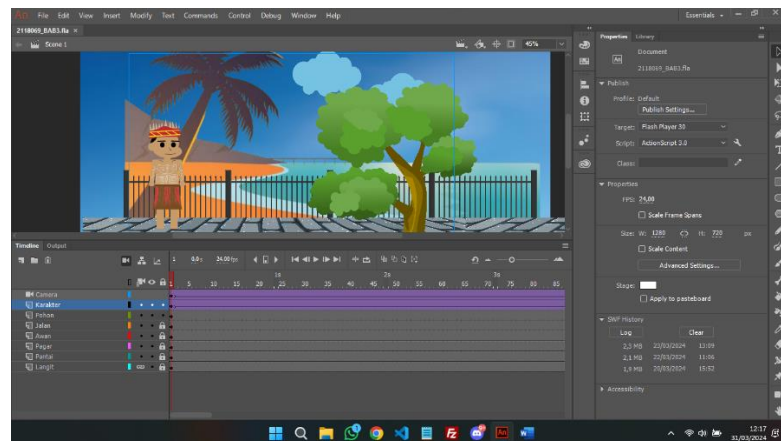 An File Edit View Insert Modify Text Commands Control Debug Window Help
Essentials
2118069_BAB3.fla ×
Scene 1
45%
Properties Library
Document
An
2118069_BAB3.fla
Publish
Profile: Default
Publish Settings...
Target: Flash Player 30
Script: ActionScript 3.0
Class:
Properties
FPS: 24,00
Scale Frame Spans
Size: W: 1280 H: 720 px
Scale Content
Advanced Settings...
Stage:
Apply to pasteboard
SWF History
Log Clear
2,3 MB 23/03/2024 13:09
2,1 MB 22/03/2024 11:06
1,9 MB 15:52
Accessibility
Timeline Output
1 0,0 s 24,00 fps
1s 2s 3s
1 5 10 15 20 25 30 35 40 45 50 55 60 65 70 75 80 85
Camera
Karakter
Pohon
Jalan
Awan
Pagar
Pantai
Langit
12:17
31/03/2024